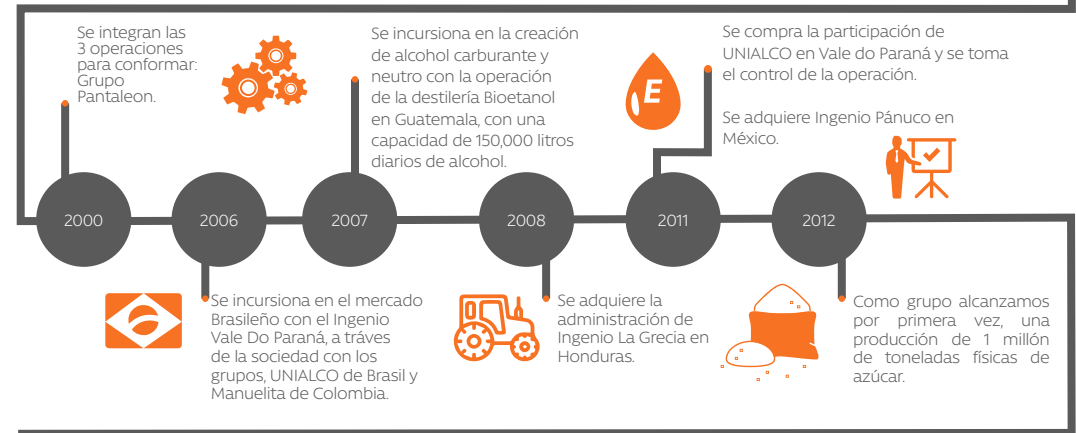 Se integran las
3 operaciones
para conformar:
Grupo
Pantaleon.
Se incursiona en la creación
de alcohol carburante y
neutro con la operación
de la destilería Bioetanol
en Guatemala, con una
capacidad de 150,000 litros
diarios de alcohol.
E
Se compra la participación de
UNIALCO en Vale do Paraná y se toma
el control de la operación.
Se adquiere Ingenio Pánuco en
México.
2000
2006
2007
2008
2011
2012
Se incursiona en el mercado
Brasileño con el Ingenio
Vale Do Paraná, a tráves
de la sociedad con los
grupos, UNIALCO de Brasil y
Manuelita de Colombia.
Se adquiere la
administración de
Ingenio La Grecia en
Honduras.
Como grupo alcanzamos
por primera vez, una
producción de 1 millón
de toneladas físicas de
azúcar.